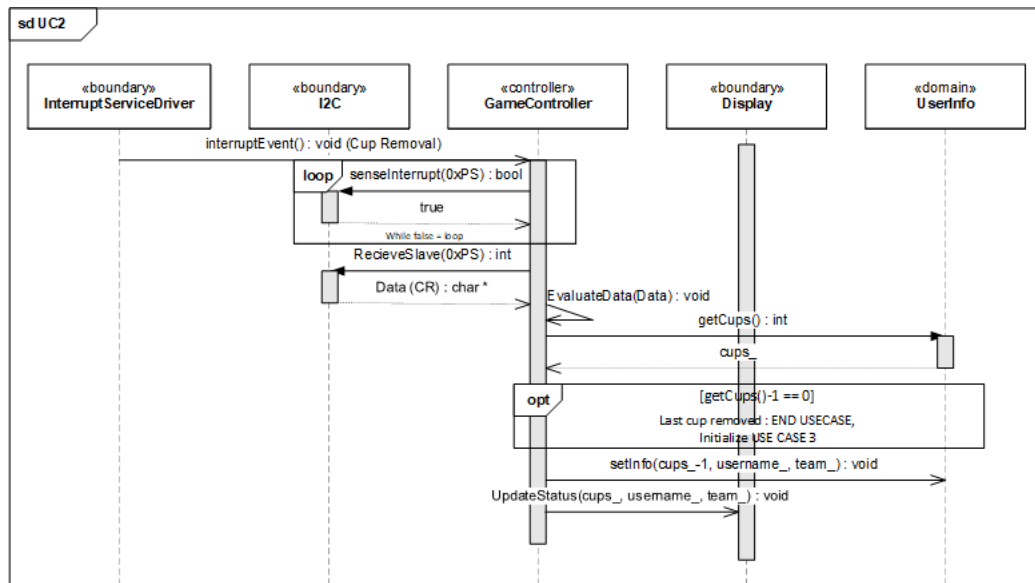 sd UC2
«boundary»
InterruptServiceDriver
«boundary»
I2C
«controller»
GameController
«boundary»
Display
«domain»
UserInfo
interruptEvent() : void (Cup Removal)
loop
senseInterrupt(0xPS) : bool
true
While false = loop
RecieveSlave(0xPS) : int
Data (CR) : char *
EvaluateData(Data) : void
getCups() : int
cups_
opt
[getCups()-1 == 0]
Last cup removed : END USECASE,
Initialize USE CASE 3
setInfo(cups_-1, username_, team_) : void
UpdateStatus(cups_, username_, team_) : void